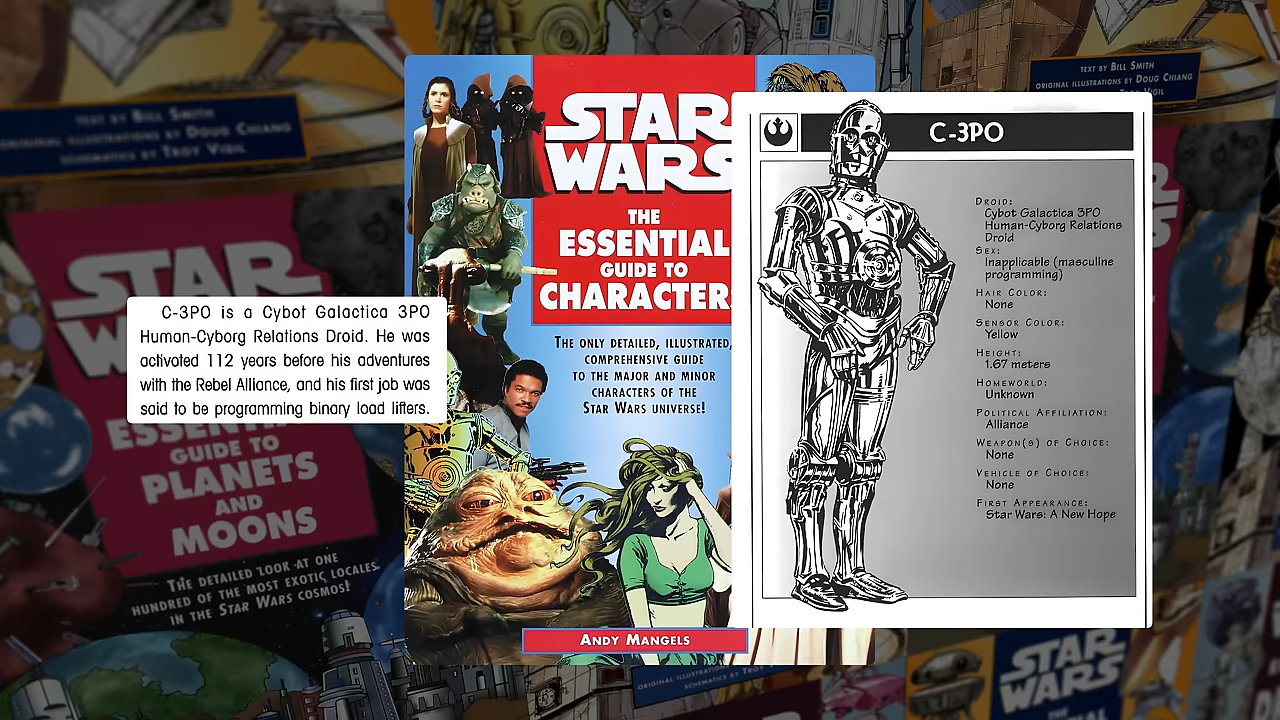 TEXT BY BILL SMITH
ORIGINAL ILLUSTRATIONS BY DOUG CHIANG
SCHEMATICS BY TROY VIGIL
STAR
WARS
ESSENTIAL
GUIDE TO
PLANETS
AND
MOONS
THE DETAILED LOOK AT ONE
HUNDRED OF THE MOST EXOTIC LOCALES
IN THE STAR WARS COSMOS!
C-3PO is a Cybot Galactica 3PO
Human-Cyborg Relations Droid. He was
activated 112 years before his adventures
with the Rebel Alliance, and his first job was
said to be programming binary load lifters.
STAR
WARS
THE
ESSENTIAL
GUIDE TO
CHARACTER
THE ONLY DETAILED, ILLUSTRATED,
COMPREHENSIVE GUIDE
TO THE MAJOR AND MINOR
CHARACTERS OF THE
STAR WARS UNIVERSE!
ANDY MANGELS
C-3PO
DROID:
Cybot Galactica 3PO
Human-Cyborg Relations
Droid
SEX:
Inapplicable (masculine
programming)
HAIR COLOR:
None
SENSOR COLOR:
Yellow
HEIGHT:
1.67 meters
HOMEWORLD:
Unknown
POLITICAL AFFILIATION:
Alliance
WEAPON(S) OF CHOICE:
None
VEHICLE OF CHOICE:
None
FIRST APPEARANCE:
Star Wars: A New Hope
TEXT BY BILL SMITH
ORIGINAL ILLUSTRATIONS BY DOUG CHIANG
VIGIL
ORIGINAL ILLUSTRATIONS BY
SCHEMATICS BY
STAR
WARS